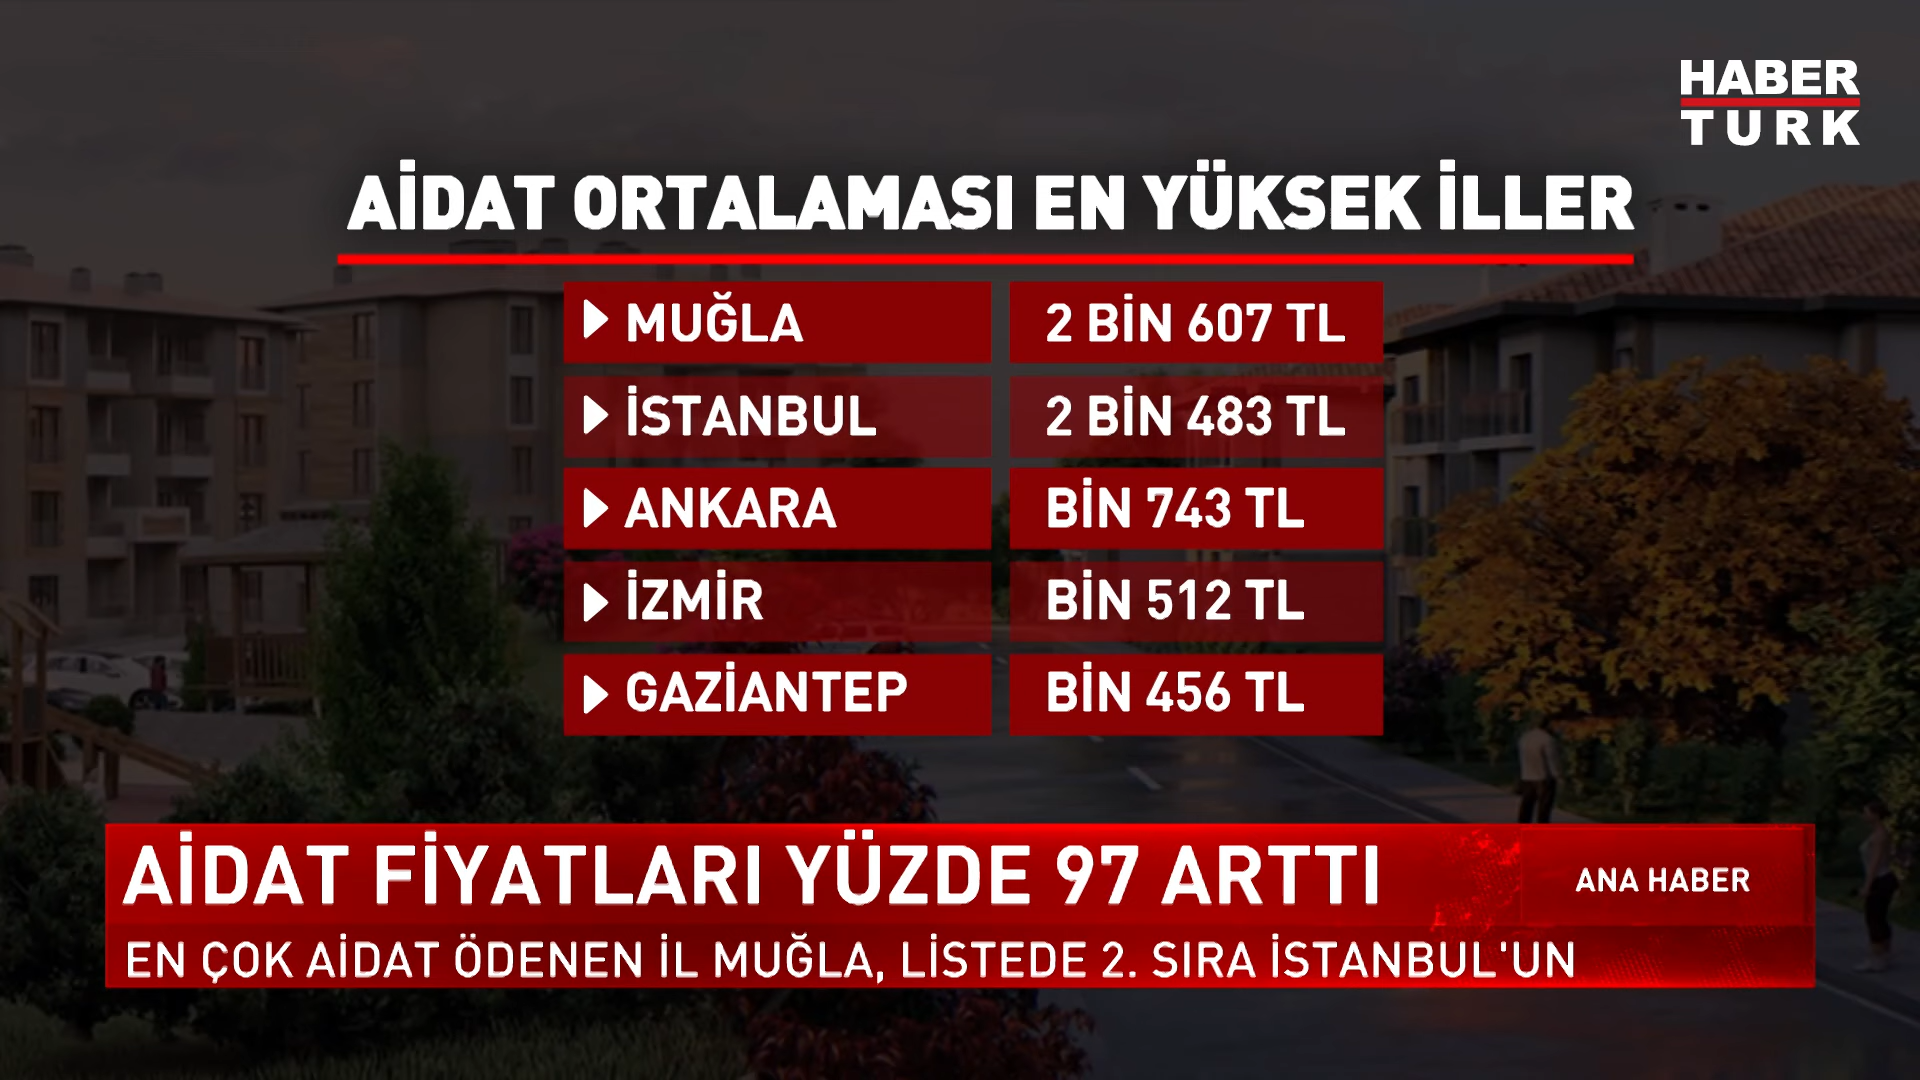 HABER
TURK
AİDAT ORTALAMASI EN YÜKSEK İLLER
MUĞLA 2 BİN 607 TL
İSTANBUL 2 BİN 483 TL
ANKARA BİN 743 TL
İZMİR BİN 512 TL
GAZİANTEP BİN 456 TL
AİDAT FİYATLARI YÜZDE 97 ARTTI
ANA HABER
EN ÇOK AİDAT ÖDENEN İL MUĞLA, LİSTEDE 2. SIRA İSTANBUL'UN